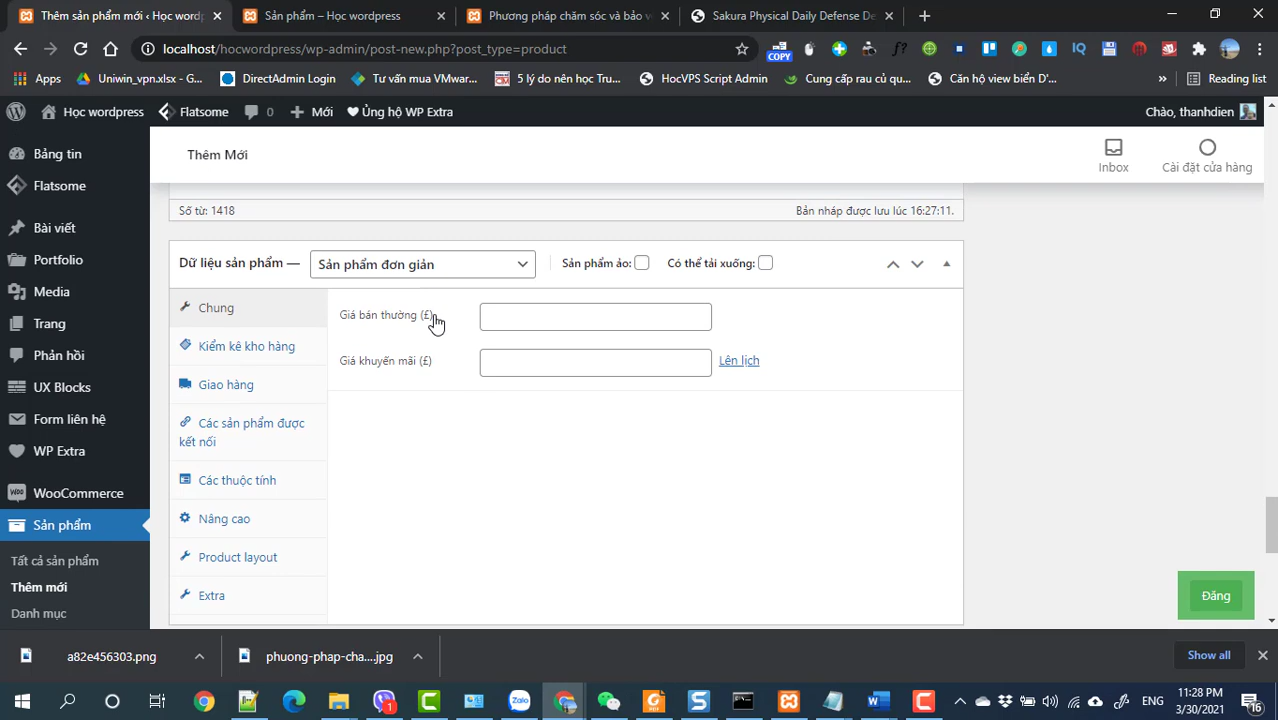 Thêm sản phẩm mới ‹ Học wordp
Sản phẩm – Học wordpress
Phương pháp chăm sóc và bảo v
Sakura Physical Daily Defense De
localhost/hocwordpress/wp-admin/post-new.php?post_type=product
COPY
f?
IQ
Apps
Uniwin_vpn.xlsx - G...
DirectAdmin Login
Tư vấn mua VMwar...
5 lý do nên học Tru...
HocVPS Script Admin
Cung cấp rau củ qu...
Căn hộ view biển D'...
»
Reading list
Học wordpress
Flatsome
0
Mới
Ủng hộ WP Extra
Chào, thanhdien
Bảng tin
Flatsome
Bài viết
Portfolio
Media
Trang
Phản hồi
UX Blocks
Form liên hệ
WP Extra
WooCommerce
Sản phẩm
Tất cả sản phẩm
Thêm mới
Danh mục
Thêm Mới
Inbox
Cài đặt cửa hàng
Số từ: 1418
Bản nháp được lưu lúc 16:27:11.
Dữ liệu sản phẩm —
Sản phẩm đơn giản
Sản phẩm ảo:
Có thể tải xuống:
Chung
Kiểm kê kho hàng
Giao hàng
Các sản phẩm được
kết nối
Các thuộc tính
Nâng cao
Product layout
Extra
Giá bán thường (£)
Giá khuyến mãi (£)
Lên lịch
Đăng
a82e456303.png
phuong-phap-cha....jpg
Show all
ENG
11:28 PM
3/30/2021
16